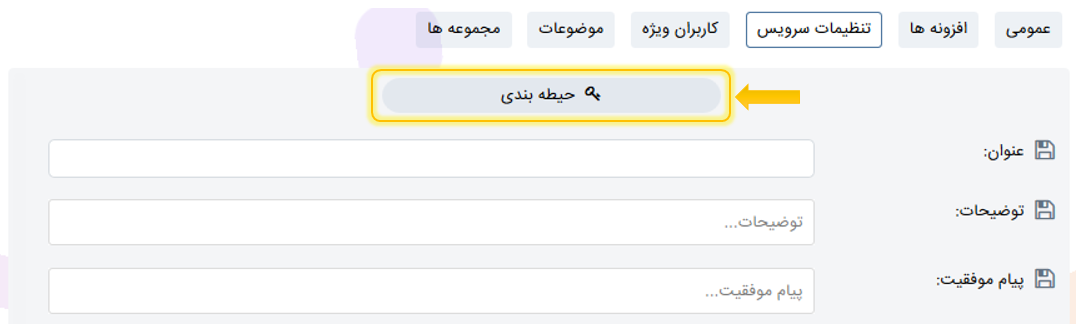 عمومی افزونه ها تنظیمات سرویس کاربران ویژه موضوعات مجموعه ها
حیطه بندی
عنوان:
توضیحات: توضیحات...
پیام موفقیت: پیام موفقیت...